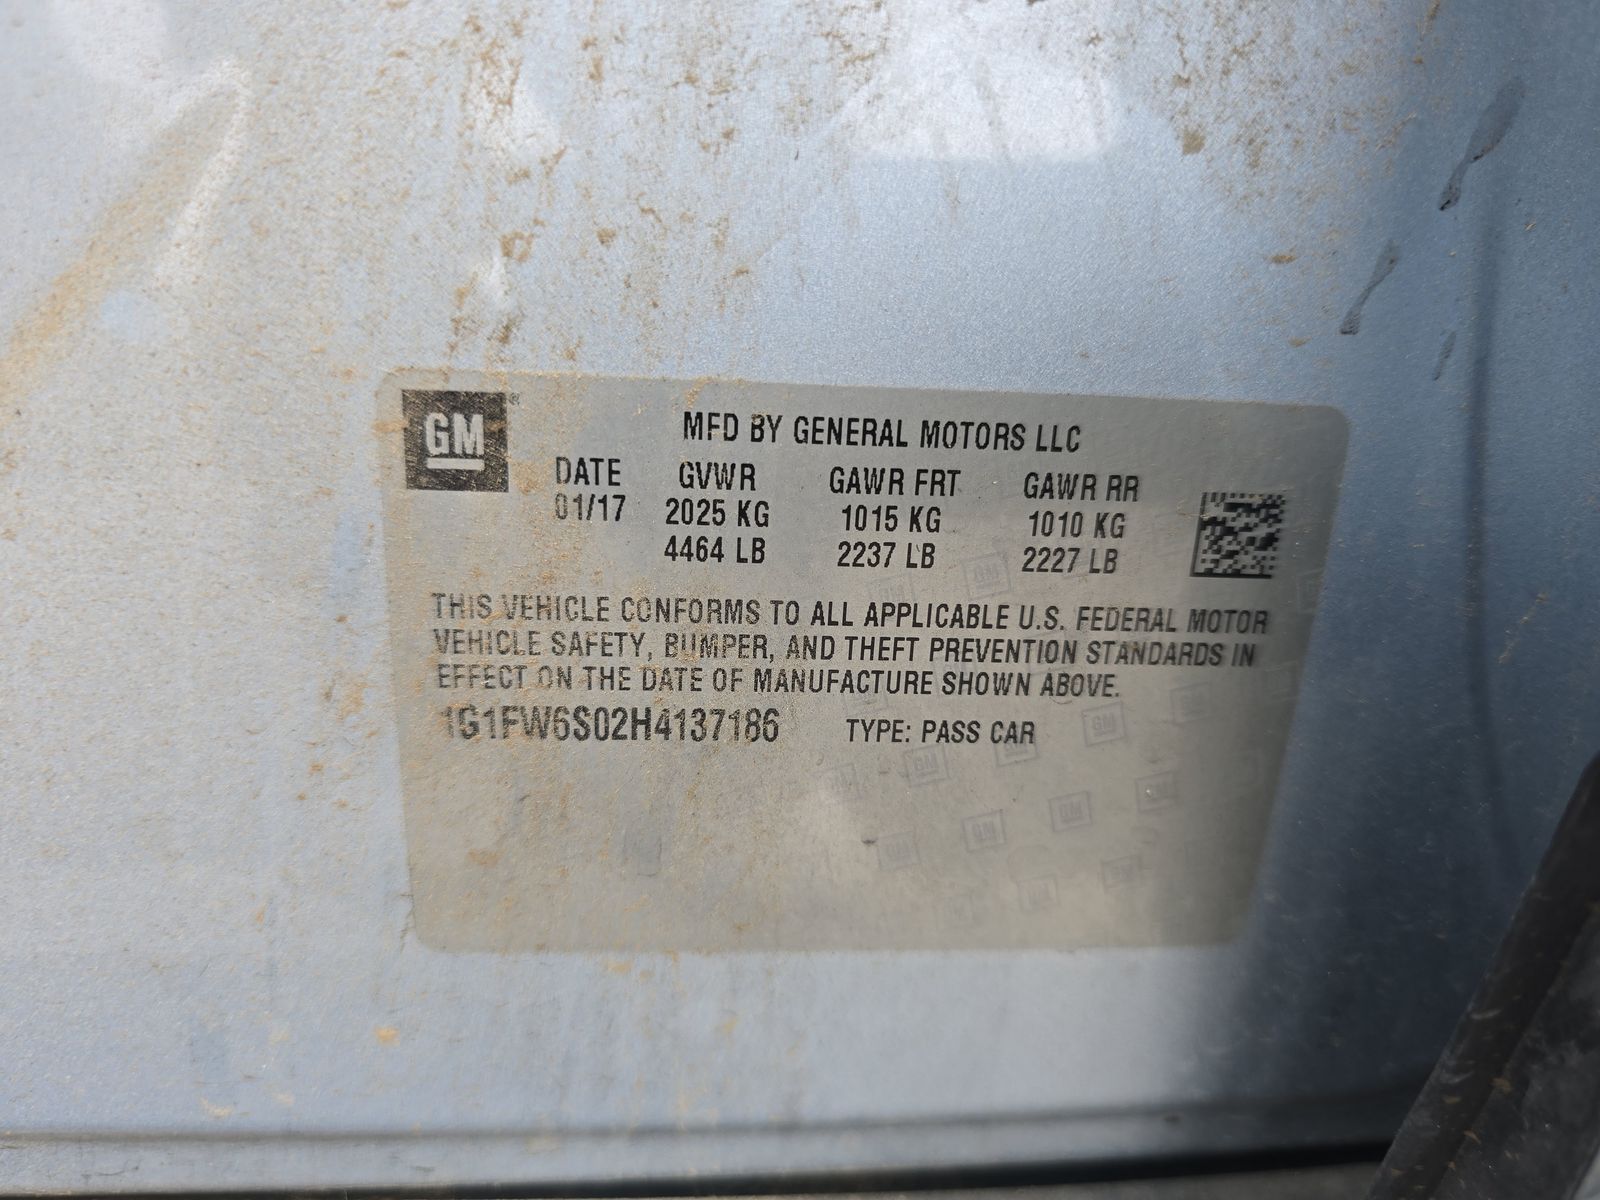 GM
MFD BY GENERAL MOTORS LLC
DATE GVWR GAWR FRT GAWR RR
01/17 2025 KG 1015 KG 1010 KG
4464 LB 2237 LB 2227 LB
THIS VEHICLE CONFORMS TO ALL APPLICABLE U.S. FEDERAL MOTOR
VEHICLE SAFETY, BUMPER, AND THEFT PREVENTION STANDARDS IN
EFFECT ON THE DATE OF MANUFACTURE SHOWN ABOVE.
1G1FW6S02H4137186 TYPE: PASS CAR